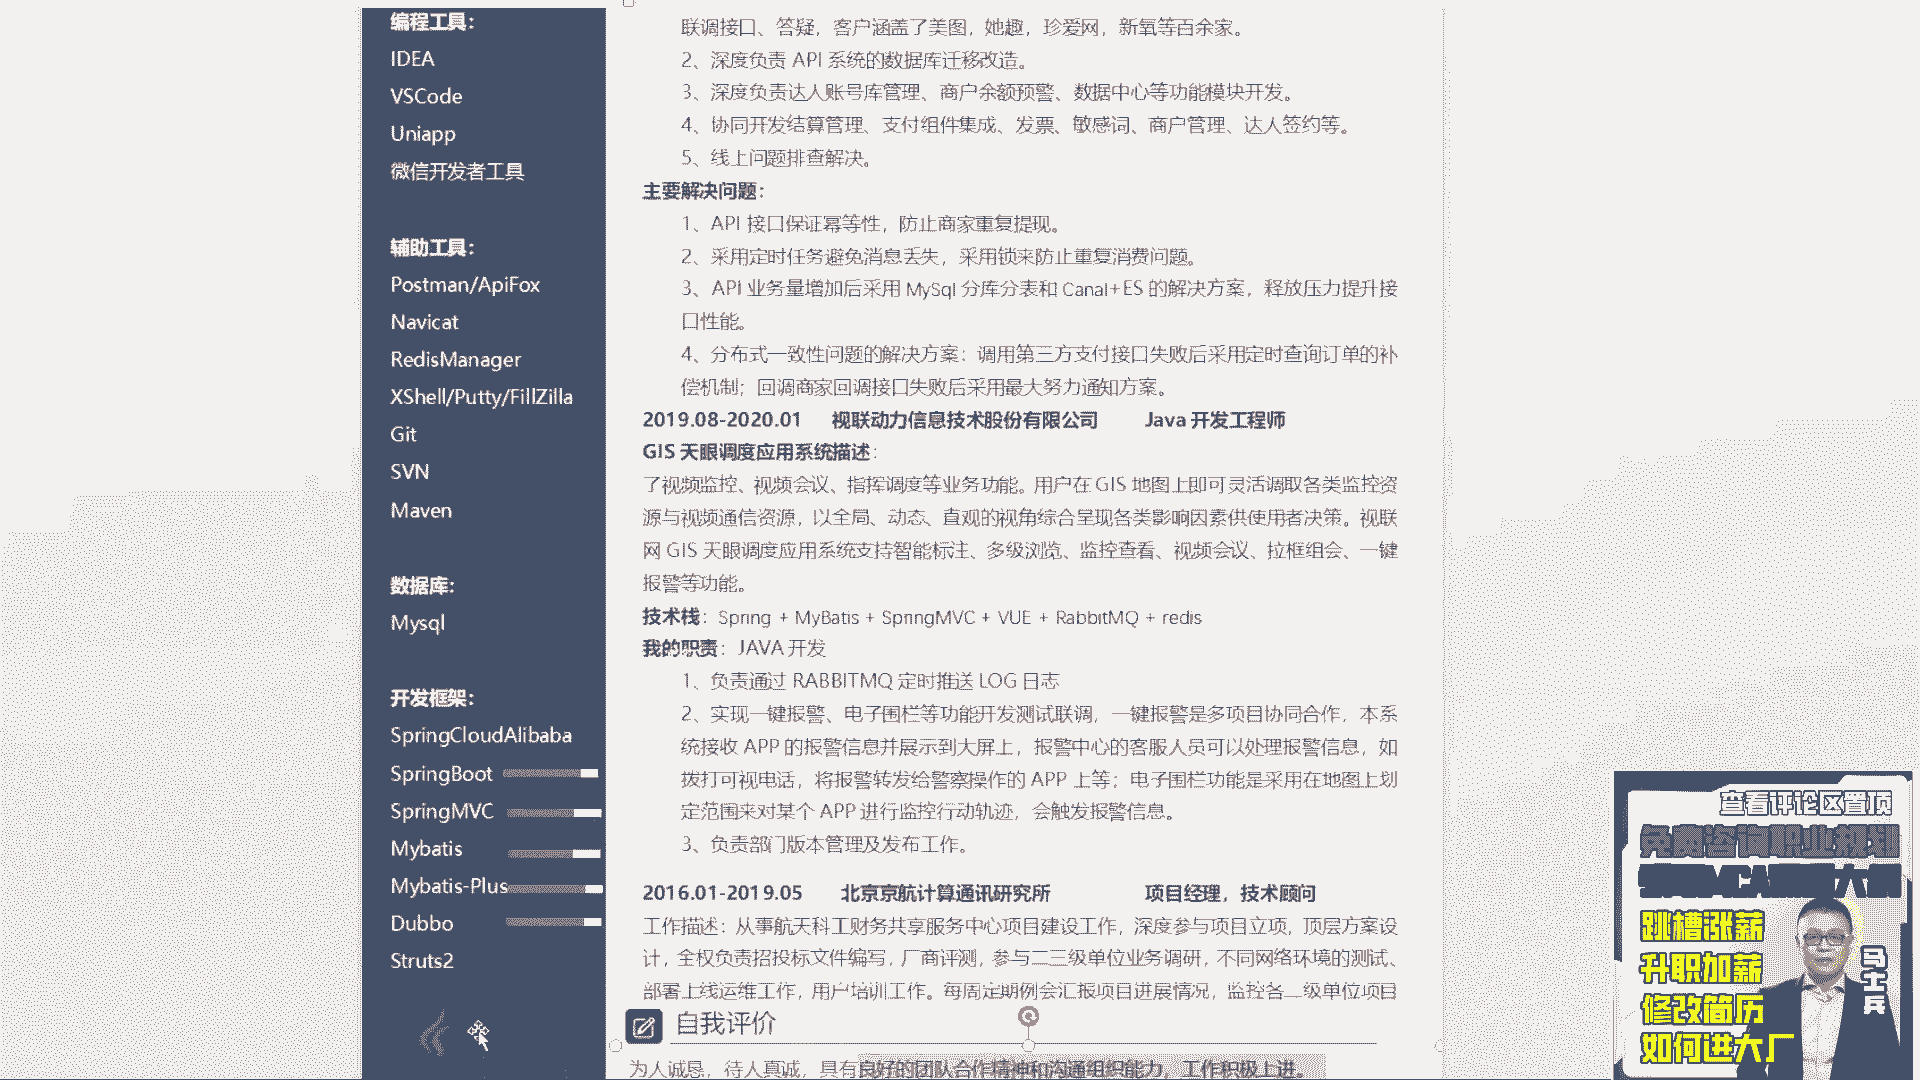 编程工具:
IDEA
VSCode
Uniapp
微信开发者工具
辅助工具:
Postman/ApiFox
Navicat
RedisManager
XShell/Putty/FillZilla
Git
SVN
Maven
数据库:
Mysql
开发框架:
SpringCloudAlibaba
SpringBoot
SpringMVC
Mybatis
Mybatis-Plus
Dubbo
Struts2
联调接口、答疑，客户涵盖了美图，她趣，珍爱网，新氧等百余家。
2、深度负责 API 系统的数据库迁移改造。
3、深度负责达人账号库管理、商户余额预警、数据中心等功能模块开发。
4、协同开发结算管理、支付组件集成、发票、敏感词、商户管理、达人签约等。
5、线上问题排查解决。
主要解决问题:
1、API 接口保证幂等性，防止商家重复提现。
2、采用定时任务避免消息丢失，采用锁来防止重复消费问题。
3、API 业务量增加后采用 MySql 分库分表和 Canal+ES 的解决方案，释放压力提升接
口性能。
4、分布式一致性问题的解决方案：调用第三方支付接口失败后采用定时查询订单的补
偿机制；回调商家回调接口失败后采用最大努力通知方案。
2019.08-2020.01 视联动力信息技术股份有限公司 Java 开发工程师
GIS 天眼调度应用系统描述:
了视频监控、视频会议、指挥调度等业务功能。用户在 GIS 地图上即可灵活调取各类监控资
源与视频通信资源，以全局、动态、直观的视角综合呈现各类影响因素供使用者决策。视联
网 GIS 天眼调度应用系统支持智能标注、多级浏览、监控查看、视频会议、拉框组会、一键
报警等功能。
技术栈：Spring + MyBatis + SpringMVC + VUE + RabbitMQ + redis
我的职责：JAVA 开发
1、负责通过 RABBITMQ 定时推送 LOG 日志
2、实现一键报警、电子围栏等功能开发测试联调，一键报警是多项目协同合作，本系
统接收 APP 的报警信息并展示到大屏上，报警中心的客服人员可以处理报警信息，如
拨打可视电话，将报警转发给警察操作的 APP 上等；电子围栏功能是采用在地图上划
定范围来对某个 APP 进行监控行动轨迹，会触发报警信息。
3、负责部门版本管理及发布工作。
2016.01-2019.05 北京京航计算通讯研究所 项目经理，技术顾问
工作描述：从事航天科工财务共享服务中心项目建设工作，深度参与项目立项，顶层方案设
计，全权负责招投标文件编写，厂商评测，参与二三级单位业务调研，不同网络环境的测试、
部署上线运维工作，用户培训工作。每周定期例会汇报项目进展情况，监控各二级单位项目
自我评价
为人诚恳，待人真诚，具有良好的团队合作精神和沟通组织能力，工作积极上进。
查看评论区置顶
免费咨询职业规划
跳槽涨薪
升职加薪
修改简历
如何进大厂
马士兵